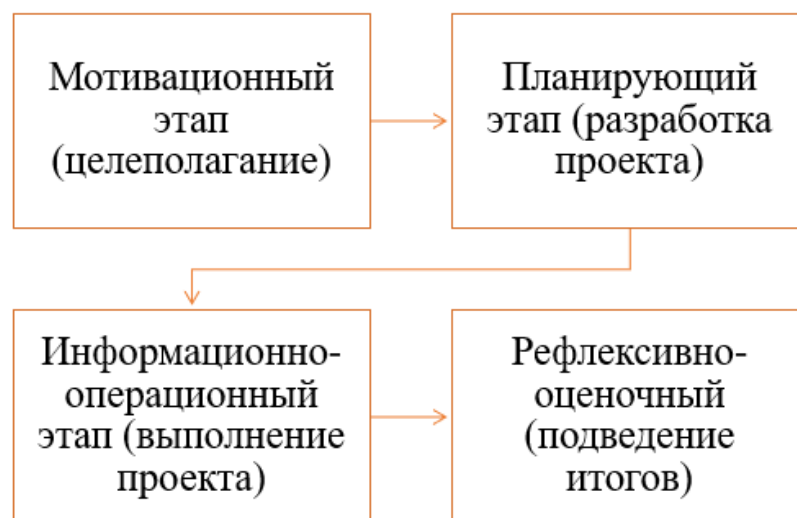 Мотивационный
этап
(целеполагание)
Планирующий
этап (разработка
проекта)
Информационно-
операционный
этап (выполнение
проекта)
Рефлексивно-
оценочный
(подведение
итогов)